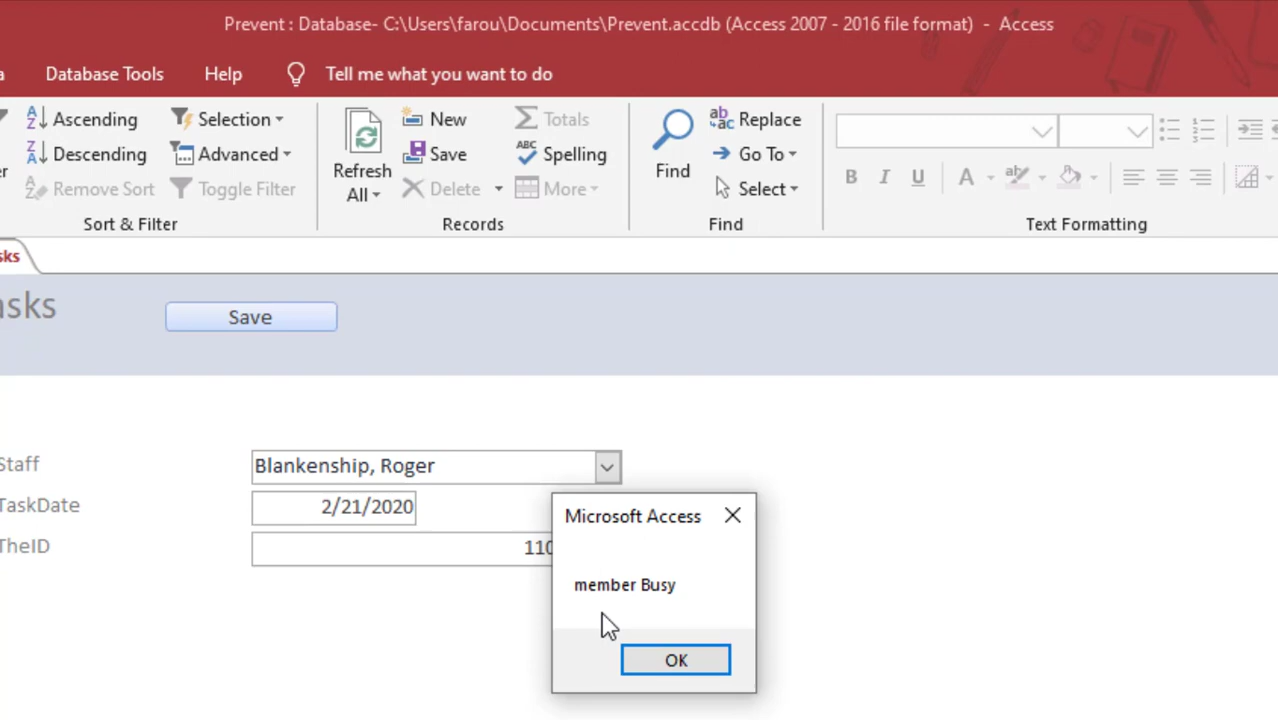 Prevent : Database- C:\Users\farou\Documents\Prevent.accdb (Access 2007 - 2016 file format) - Access
a Database Tools Help Tell me what you want to do
Ascending Selection New Totals Replace
Descending Advanced Save Spelling Go To
Remove Sort Toggle Filter Refresh All Delete More Find Select
Sort & Filter Records Find Text Formatting
B I U A
sks
asks Save
Staff Blankenship, Roger
TaskDate 2/21/2020
TheID 110
Microsoft Access
member Busy
OK